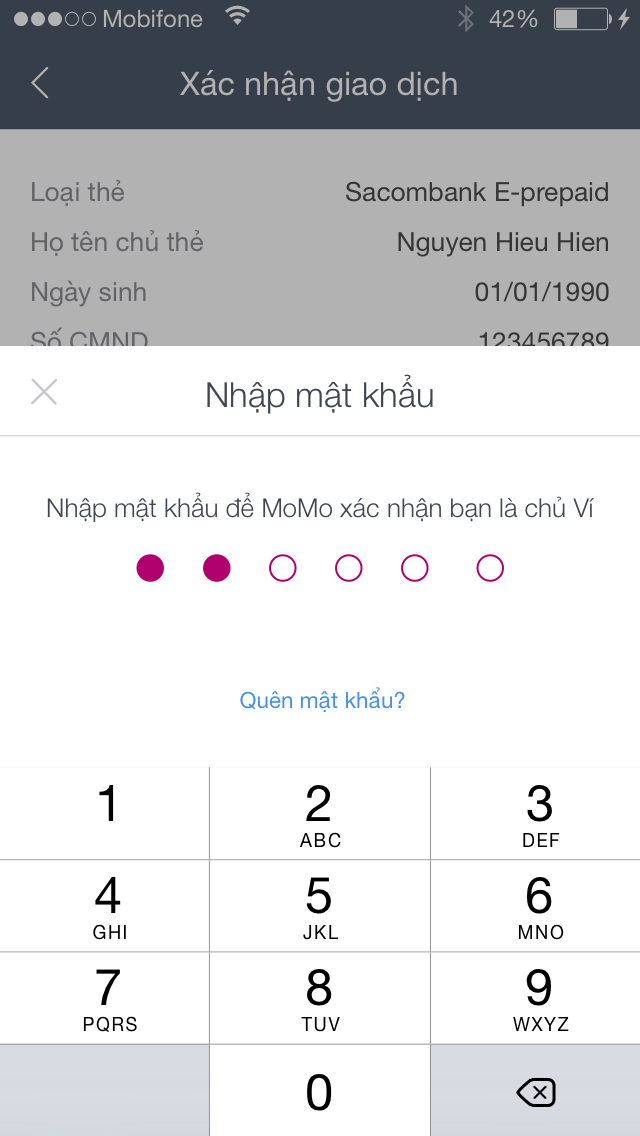 Mobifone 42%
Xác nhận giao dịch
Loại thẻ Sacombank E-prepaid
Họ tên chủ thẻ Nguyen Hieu Hien
Ngày sinh 01/01/1990
Số CMND 123456789
Nhập mật khẩu
Nhập mật khẩu để MoMo xác nhận bạn là chủ Ví
Quên mật khẩu?
1 2 3
ABC DEF
4 5 6
GHI JKL MNO
7 8 9
PQRS TUV WXYZ
0